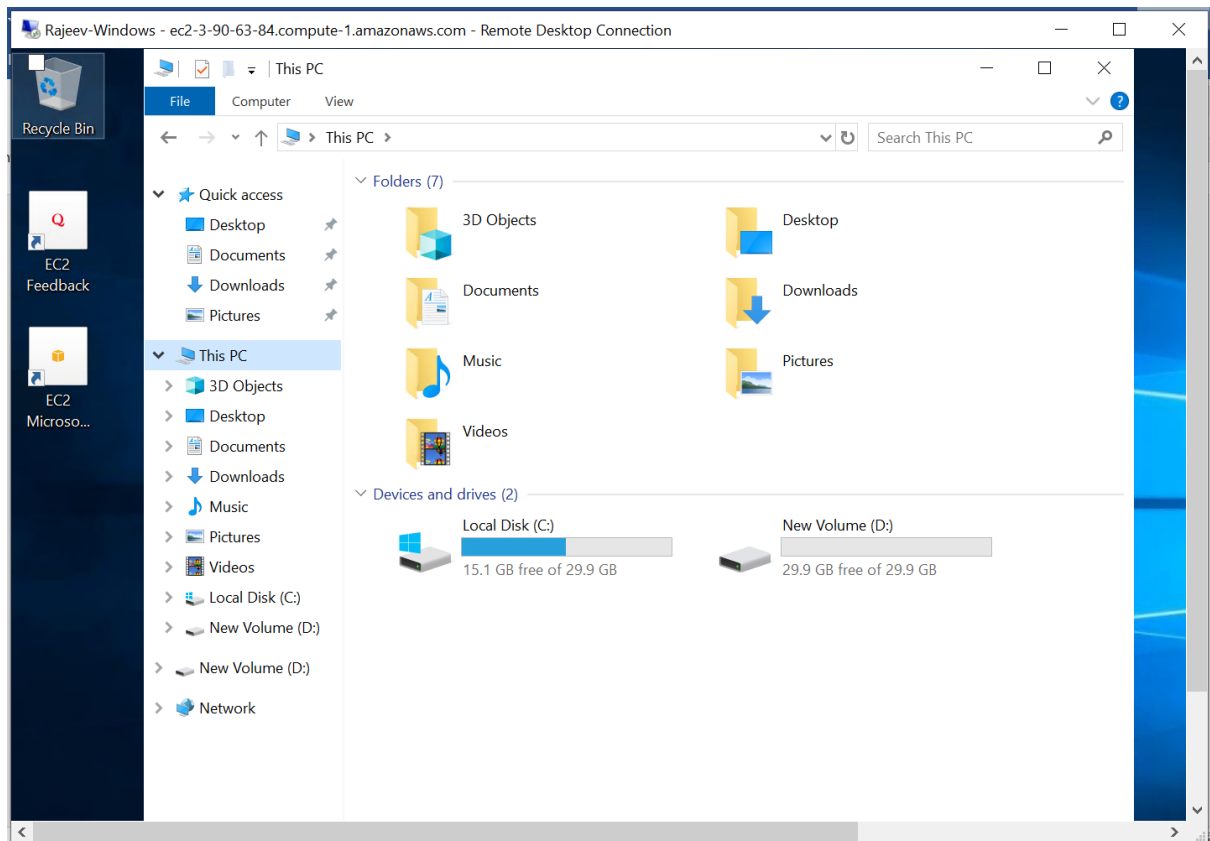 Rajeev-Windows - ec2-3-90-63-84.compute-1.amazonaws.com - Remote Desktop Connection
Recycle Bin
Q
EC2
Feedback
EC2
Microso...
This PC
File Computer View
?
This PC
Search This PC
Quick access
Desktop
Documents
Downloads
Pictures
This PC
3D Objects
Desktop
Documents
Downloads
Music
Pictures
Videos
Local Disk (C:)
New Volume (D:)
New Volume (D:)
Network
Folders (7)
3D Objects
Desktop
Documents
Downloads
Music
Pictures
Videos
Devices and drives (2)
Local Disk (C:)
15.1 GB free of 29.9 GB
New Volume (D:)
29.9 GB free of 29.9 GB